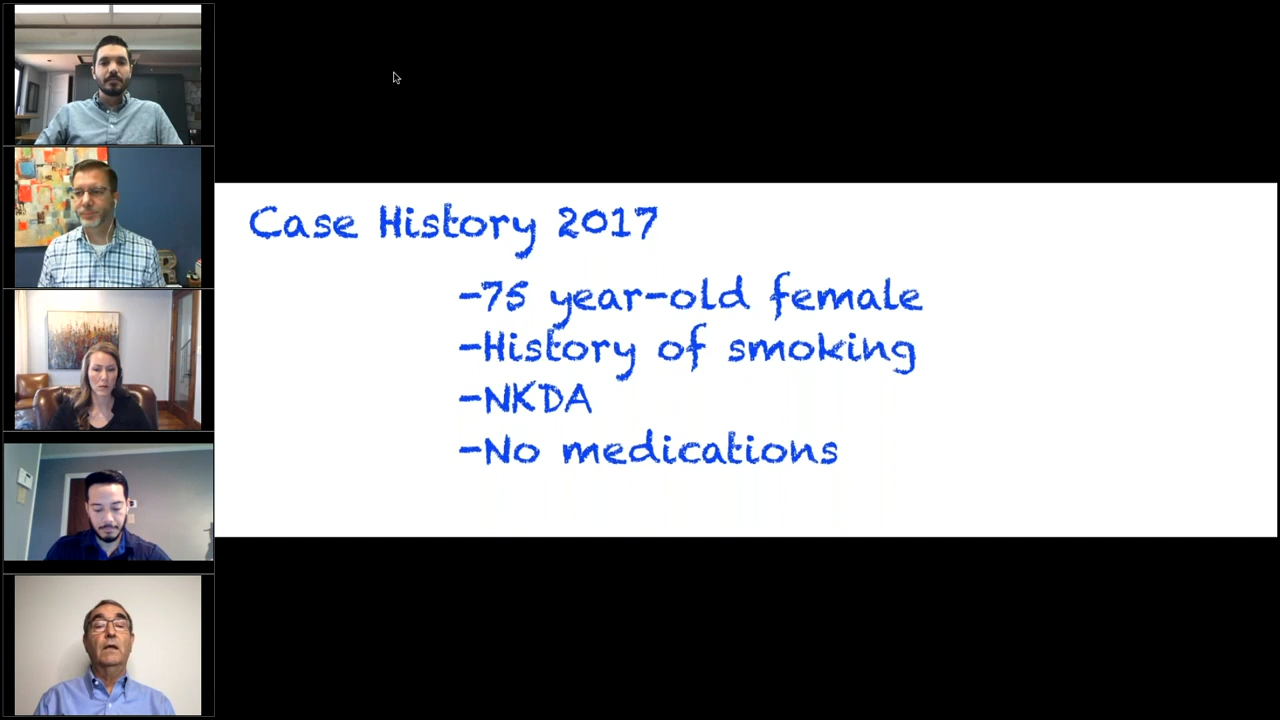 Case History 2017
-75 year-old female
-History of smoking
-NKDA
-No medications